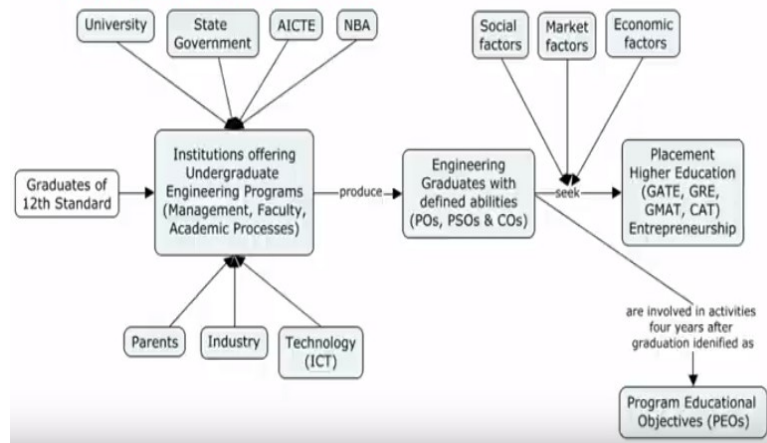 University
State
Government
AICTE
NBA
Social
factors
Market
factors
Economic
factors
Graduates of
12th Standard
Institutions offering
Undergraduate
Engineering Programs
(Management, Faculty,
Academic Processes)
produce
Engineering
Graduates with
defined abilities
(POs, PSOs & COs)
seek
Placement
Higher Education
(GATE, GRE,
GMAT, CAT)
Entrepreneurship
Parents
Industry
Technology
(ICT)
are involved in activities
four years after
graduation idenified as
Program Educational
Objectives (PEOs)